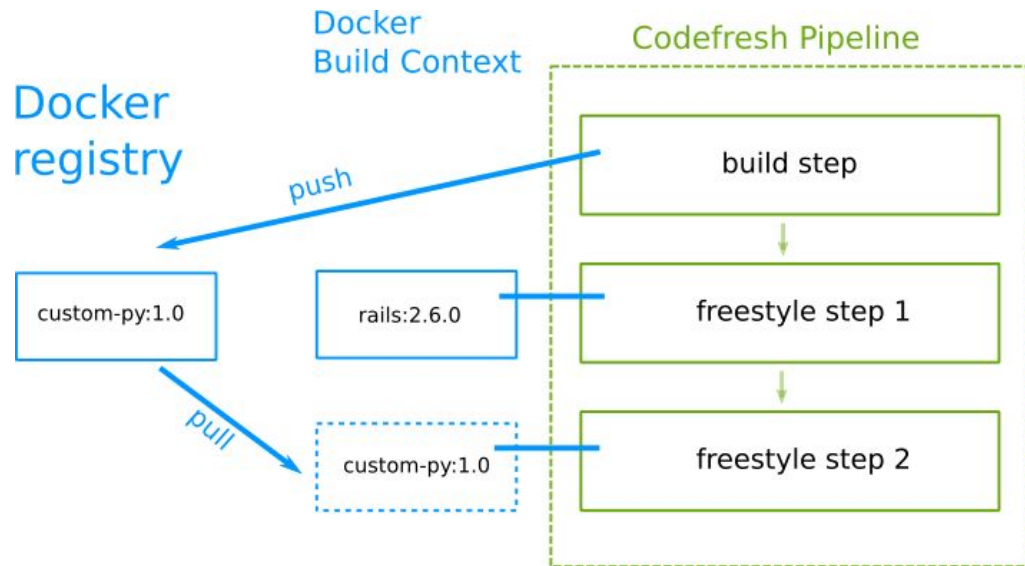 Docker
Build Context
Codefresh Pipeline
Docker
registry
build step
push
custom-py:1.0
rails:2.6.0
freestyle step 1
pull
custom-py:1.0
freestyle step 2